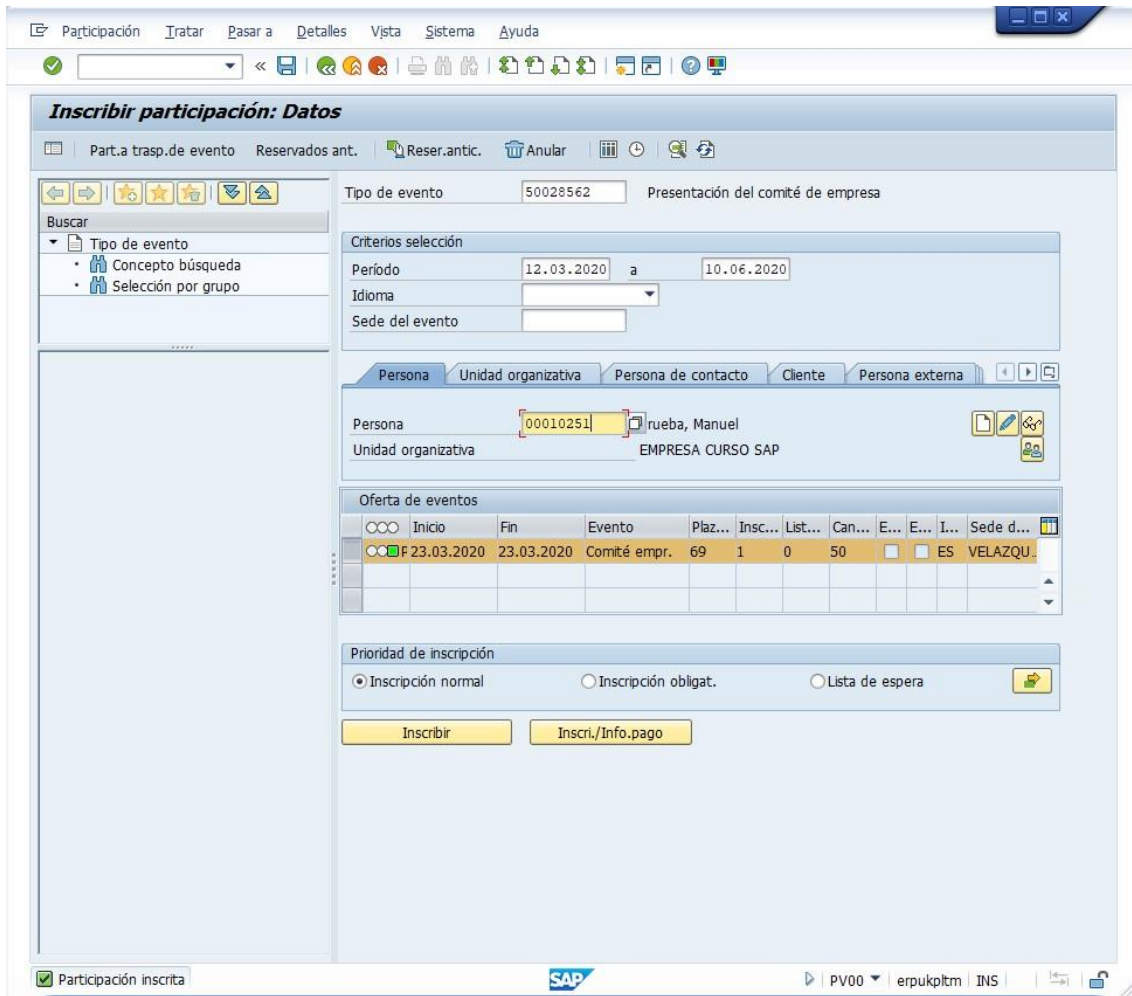 Participación Tratar Pasar a Detalles Vista Sistema Ayuda
Inscribir participación: Datos
Part.a trasp.de evento Reservados ant. Reser.antic. Anular
Tipo de evento 50028562 Presentación del comité de empresa
Buscar
Tipo de evento
Concepto búsqueda
Selección por grupo
Criterios selección
Período 12.03.2020 a 10.06.2020
Idioma
Sede del evento
Persona Unidad organizativa Persona de contacto Cliente Persona externa
Persona 00010251 rueba, Manuel
Unidad organizativa EMPRESA CURSO SAP
Oferta de eventos
Inicio Fin Evento Plaz... Insc... List... Can... E... E... I... Sede d...
F 23.03.2020 23.03.2020 Comité empr. 69 1 0 50 ES VELAZQU..
Prioridad de inscripción
Inscripción normal Inscripción obligat. Lista de espera
Inscribir Inscri./Info.pago
Participación inscrita SAP PV00 erpukpltm INS